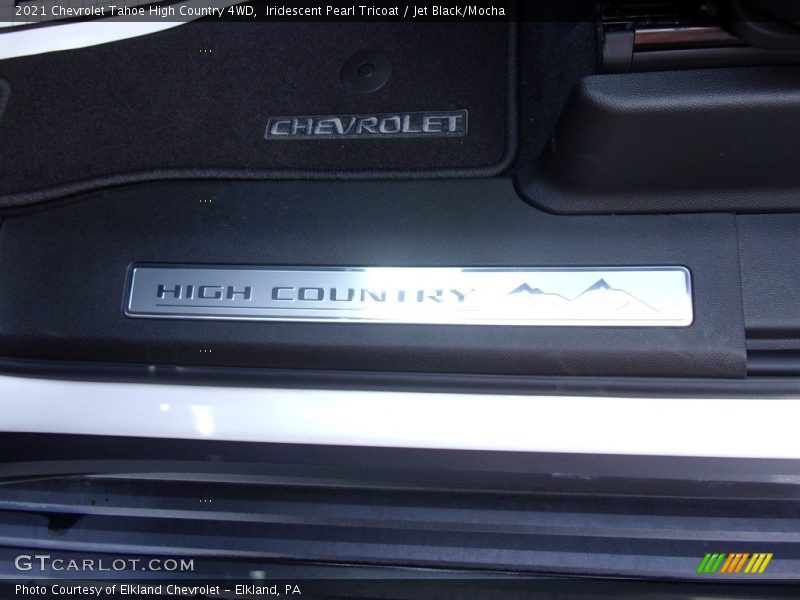 2021 Chevrolet Tahoe High Country 4WD,  Iridescent Pearl Tricoat / Jet Black/Mocha
CHEVROLET
HIGH COUNTRY
GTCARLOT.COM
Photo Courtesy of Elkland Chevrolet - Elkland, PA